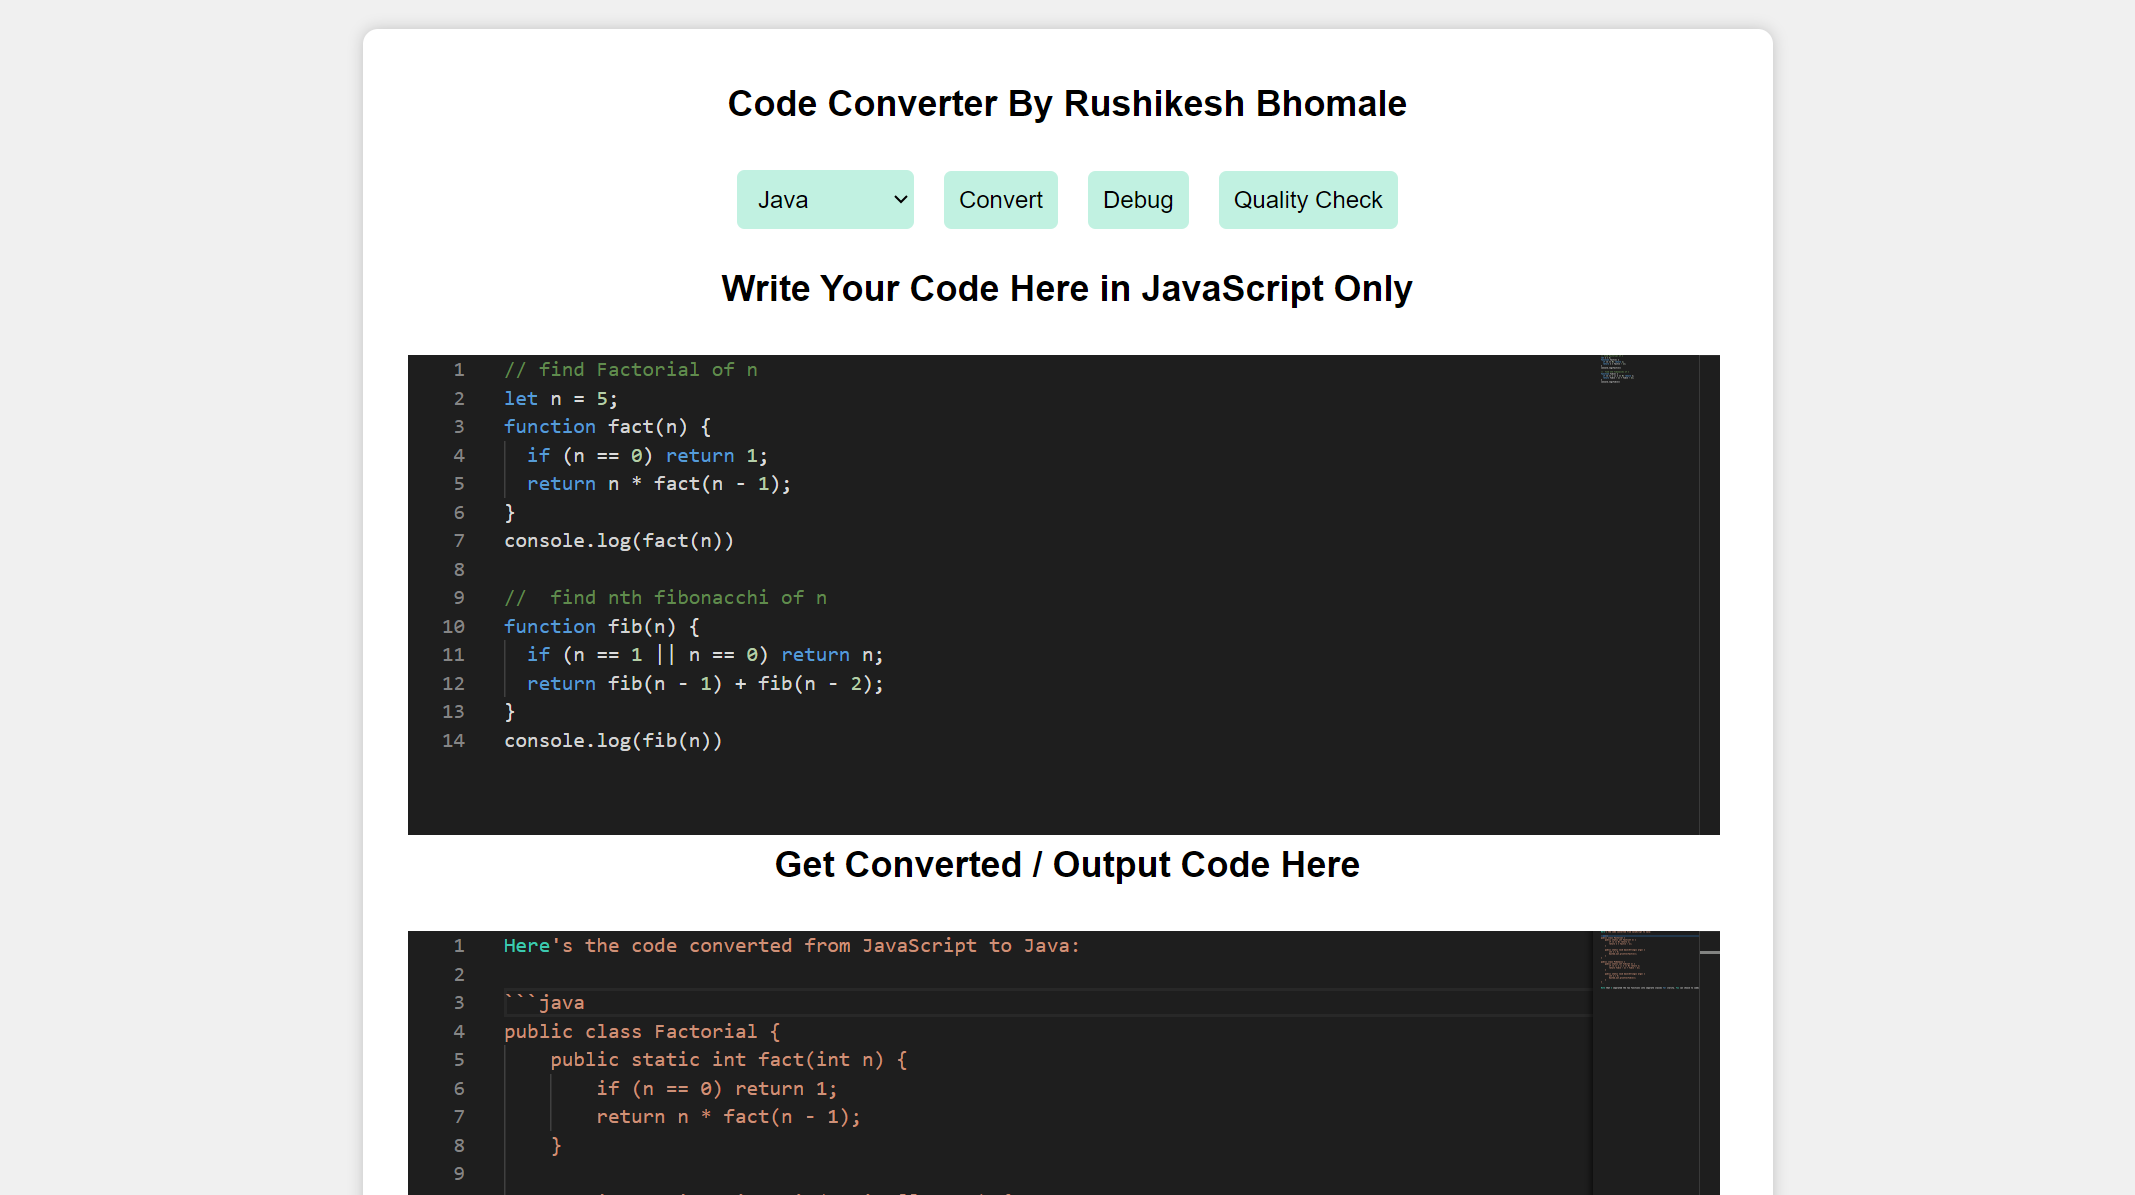 Code Converter By Rushikesh Bhomale
Java Convert Debug Quality Check
Write Your Code Here in JavaScript Only
1 // find Factorial of n
2 let n = 5;
3 function fact(n) {
4 if (n == 0) return 1;
5 return n * fact(n - 1);
6 }
7 console.log(fact(n))
8
9 //  find nth fibonacchi of n
10 function fib(n) {
11 if (n == 1 || n == 0) return n;
12 return fib(n - 1) + fib(n - 2);
13 }
14 console.log(fib(n))
Get Converted / Output Code Here
1 Here's the code converted from JavaScript to Java:
2
3 ```java
4 public class Factorial {
5 public static int fact(int n) {
6 if (n == 0) return 1;
7 return n * fact(n - 1);
8 }
9